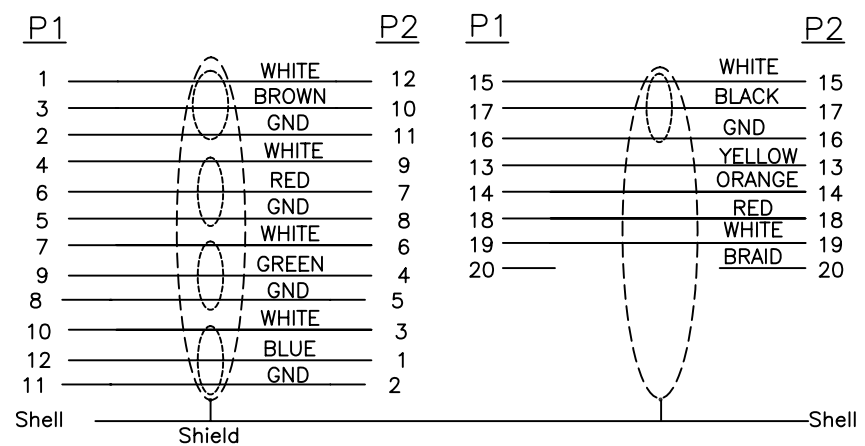 P1 P2 P1 P2
1 WHITE 12
3 BROWN 10
2 GND 11
4 WHITE 9
6 RED 7
5 GND 8
7 WHITE 6
9 GREEN 4
8 GND 5
10 WHITE 3
12 BLUE 1
11 GND 2
15 WHITE 15
17 BLACK 17
16 GND 16
13 YELLOW 13
14 ORANGE 14
18 RED 18
19 WHITE 19
20 BRAID 20
Shell Shell
Shield